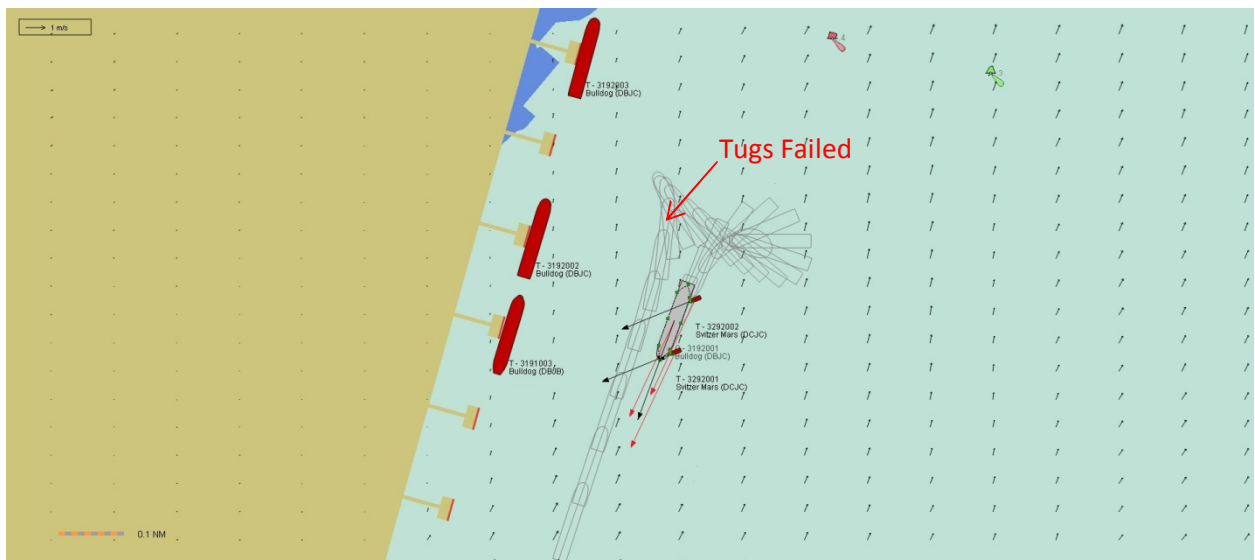 1 m/s
4
3
T - 3192003
Bulldog (DBJC)
Tugs Failed
T - 3192002
Bulldog (DBJC)
T - 3292002
Svitzer Mars (DCJC)
3192001
Bulldog (DBJC)
T - 3191003
Bulldog (DBJB)
T - 3292001
Svitzer Mars (DCJC)
0.1 NM